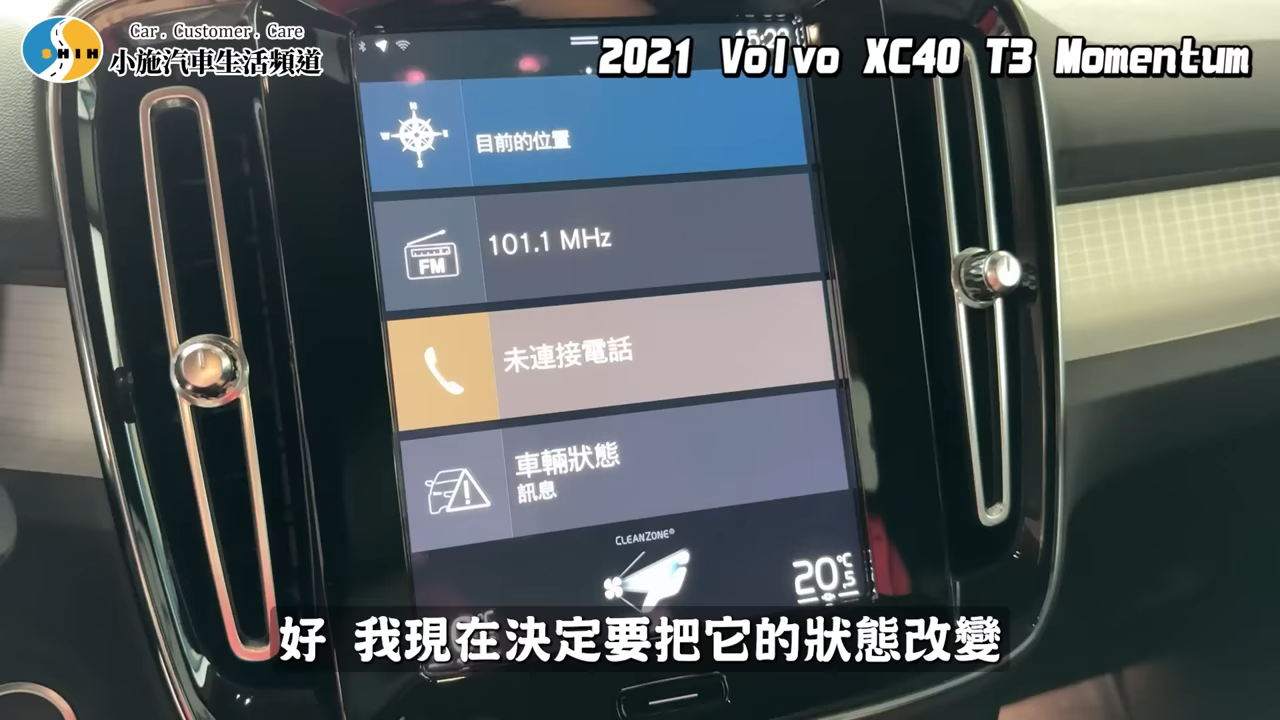 Car . Customer . Care
SHIH
小施汽車生活頻道
2021 Volvo XC40 T3 Momentum
N
W
S
目前的位置
FM
101.1 MHz
未連接電話
車輛狀態
訊息
CLEANZONE®
20.5°C
好 我現在決定要把它的狀態改變